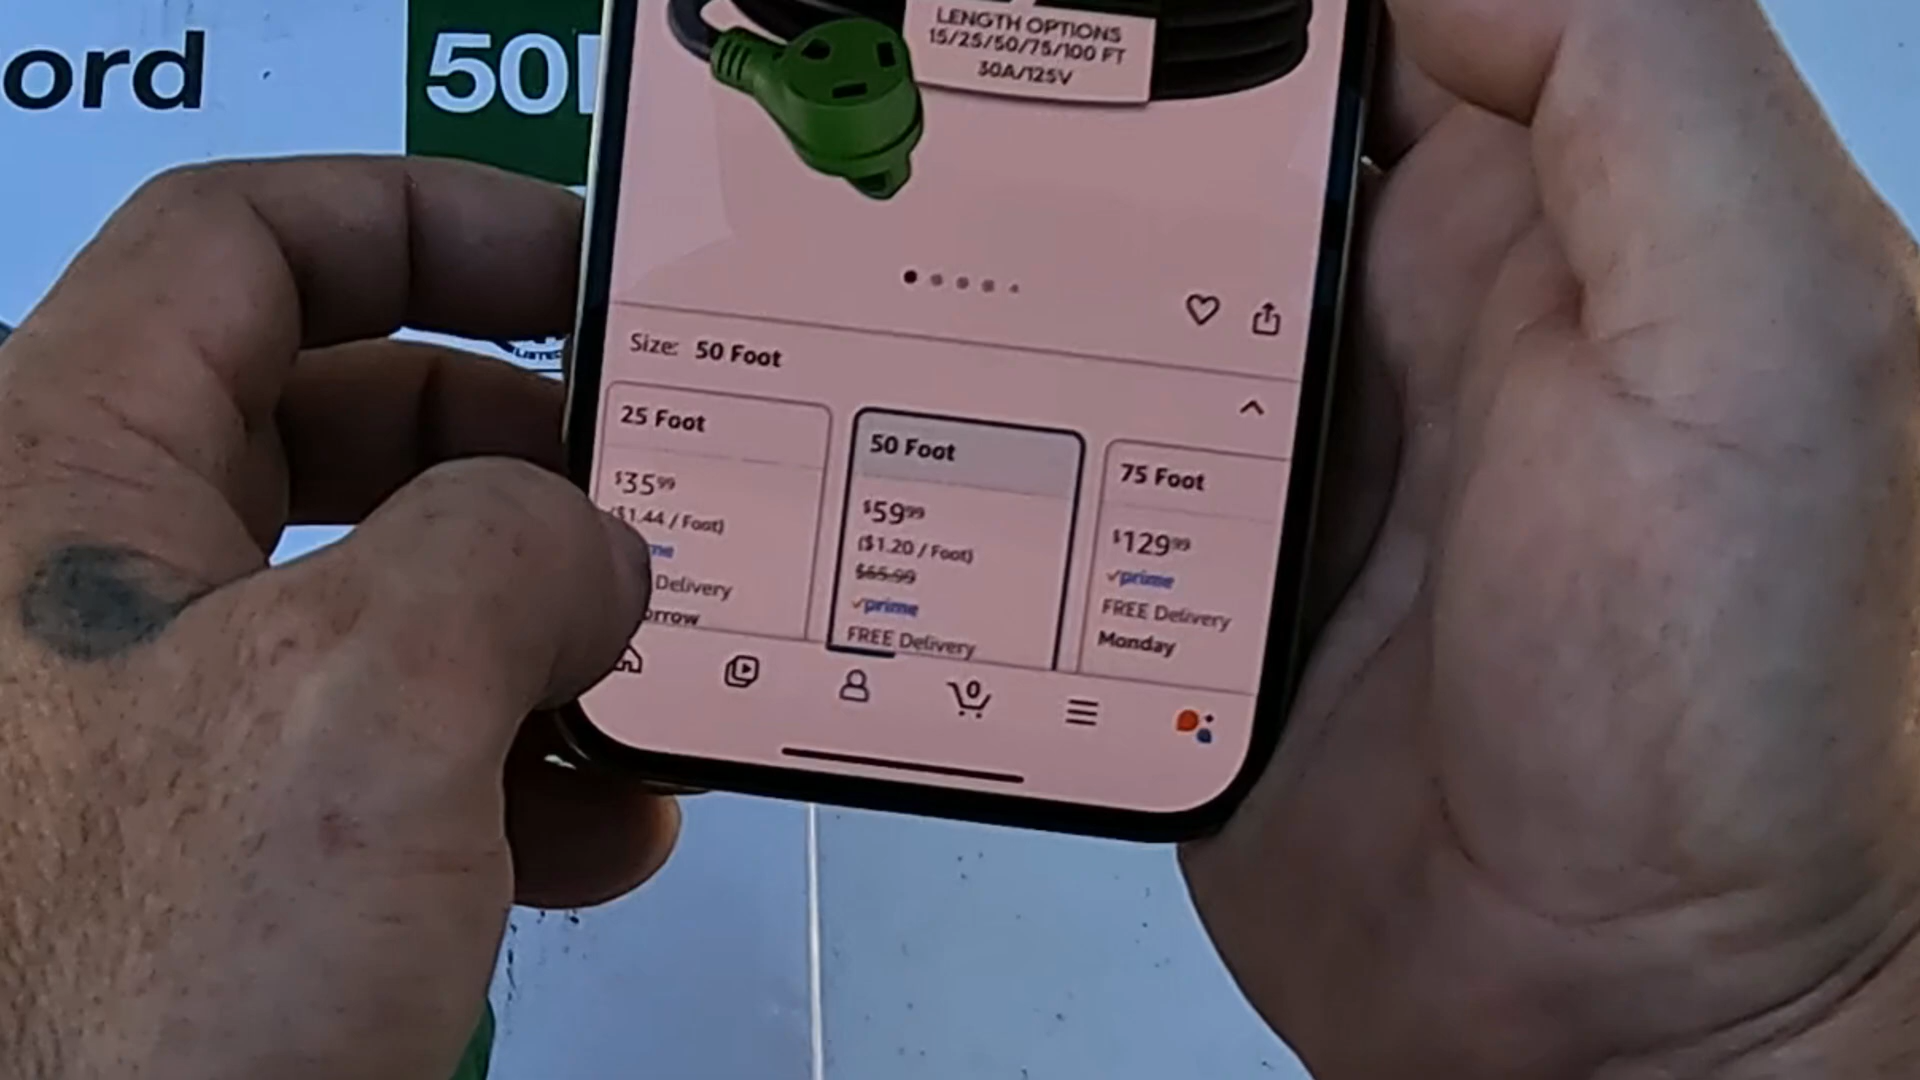 ord
50
LENGTH OPTIONS
15/25/50/75/100 FT
30A/125V
LISTED
Size: 50 Foot
25 Foot
$35.99
($1.44 / Foot)
Delivery
50 Foot
$59.99
($1.20 / Foot)
$65.99
prime
FREE Delivery
75 Foot
$129.99
prime
FREE Delivery
Monday
0